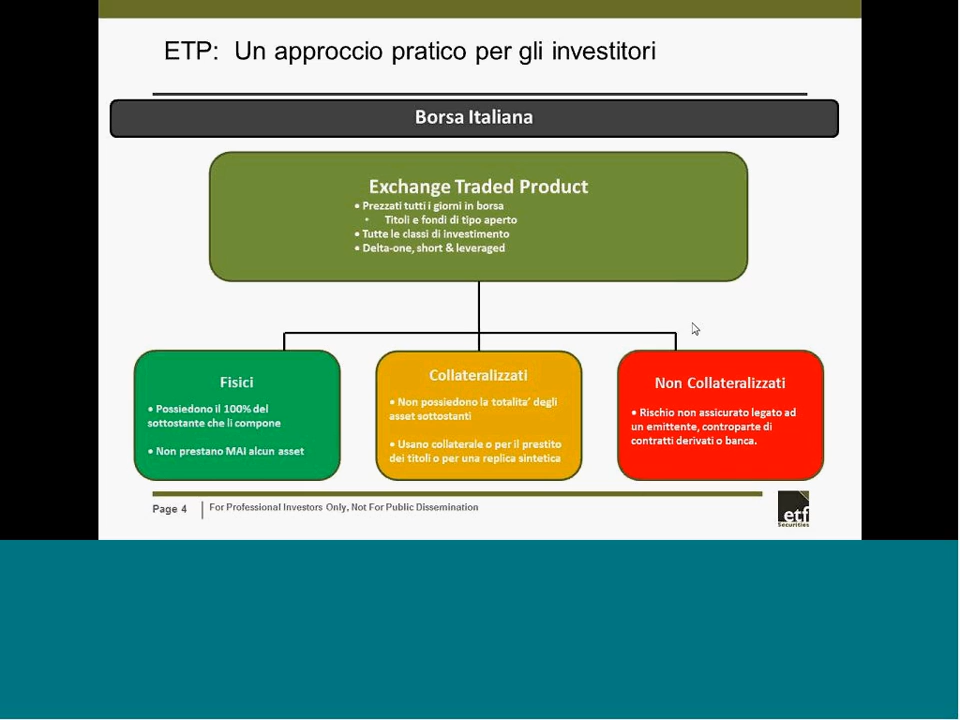 ETP: Un approccio pratico per gli investitori
Borsa Italiana
Exchange Traded Product
• Prezzati tutti i giorni in borsa
• Titoli e fondi di tipo aperto
• Tutte le classi di investimento
• Delta-one, short & leveraged
Fisici
• Possiedono il 100% del
sottostante che li compone
• Non prestano MAI alcun asset
Collateralizzati
• Non possiedono la totalita’ degli
asset sottostanti
• Usano collaterale o per il prestito
dei titoli o per una replica sintetica
Non Collateralizzati
• Rischio non assicurato legato ad
un emittente, controparte di
contratti derivati o banca.
Page 4
For Professional Investors Only, Not For Public Dissemination
etf
Securities